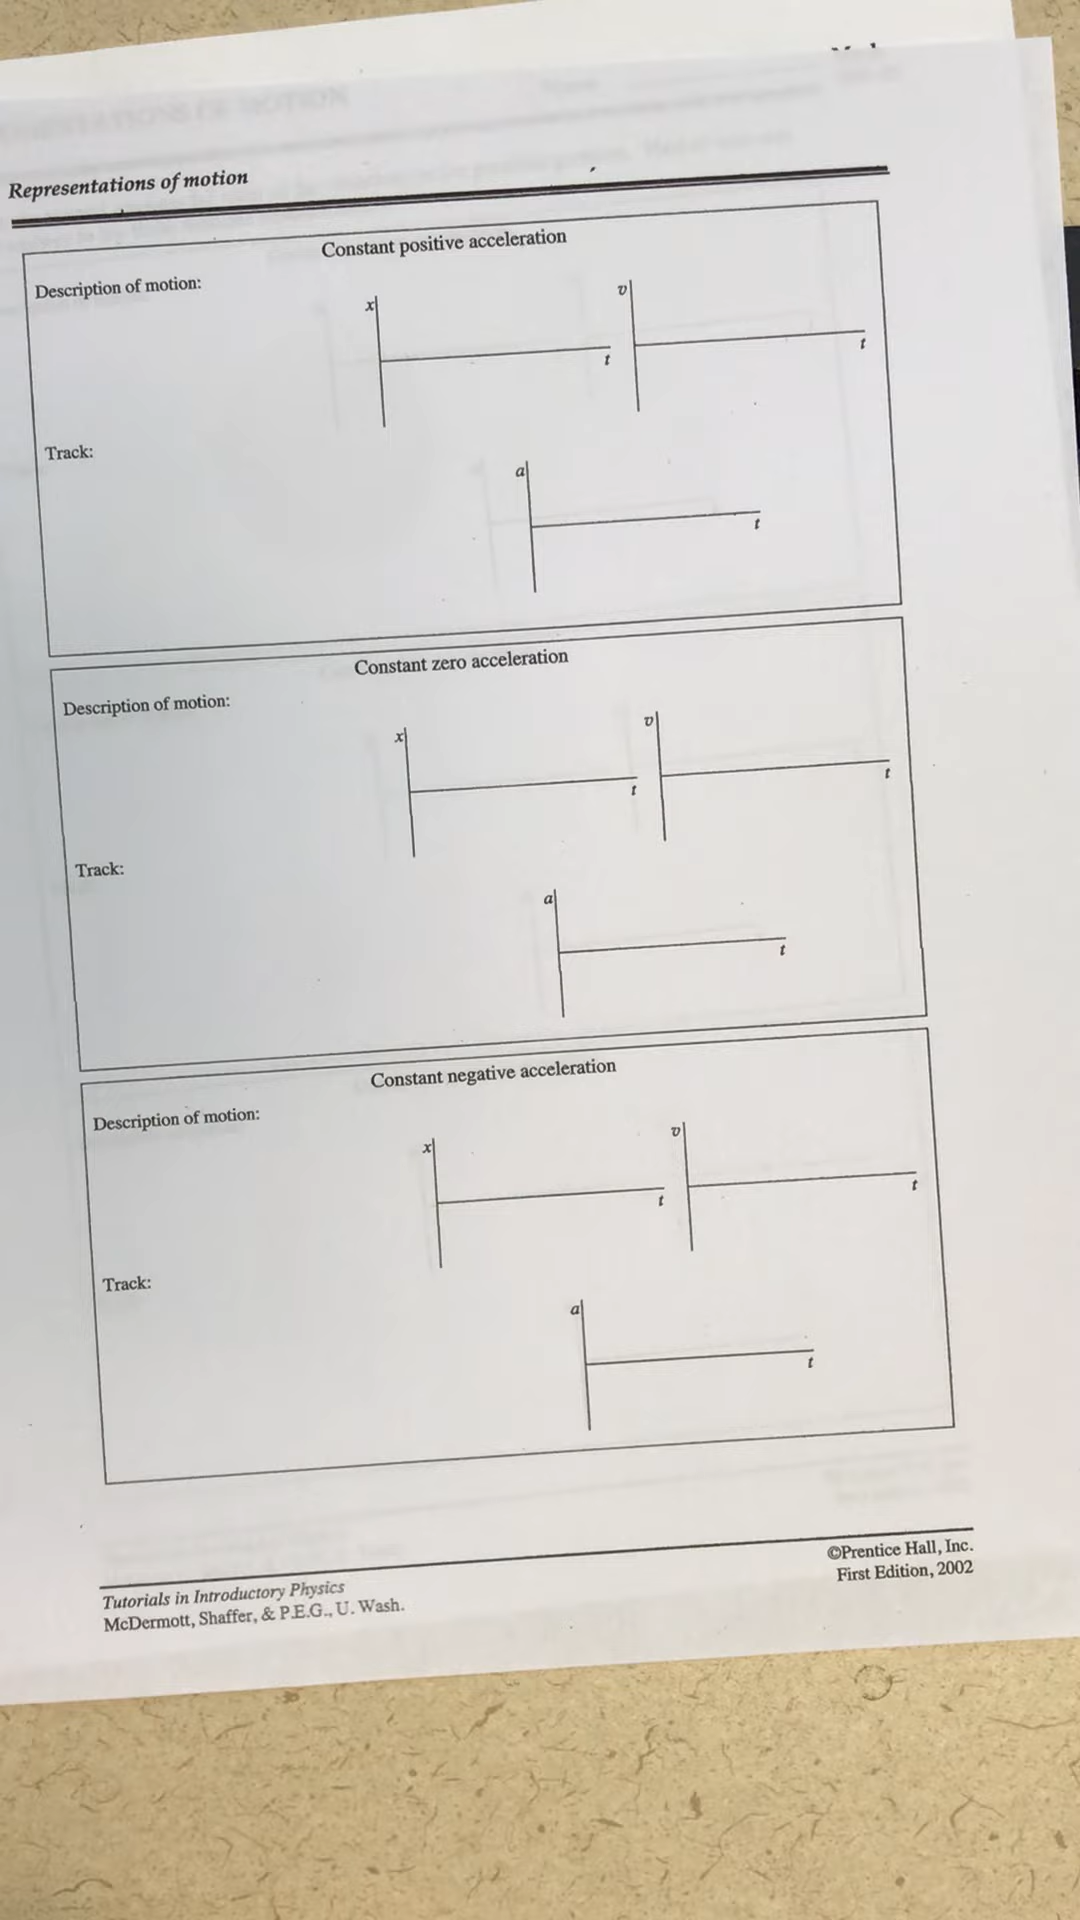 Representations of motion
Constant positive acceleration
Description of motion:
x
t
v
t
Track:
a
t
Constant zero acceleration
Description of motion:
x
t
v
t
Track:
a
t
Constant negative acceleration
Description of motion:
x
t
v
t
Track:
a
t
Tutorials in Introductory Physics
McDermott, Shaffer, & P.E.G., U. Wash.
©Prentice Hall, Inc.
First Edition, 2002